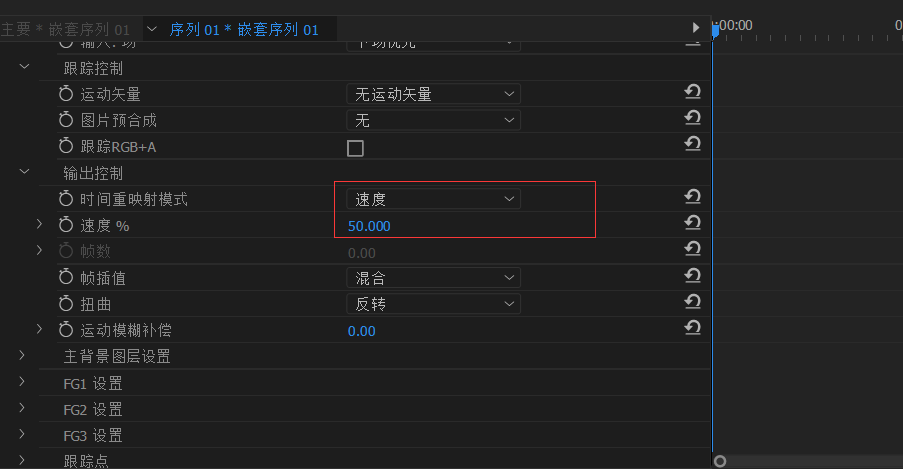 主要 * 嵌套序列 01 序列 01 * 嵌套序列 01 :00:00 0
跟踪控制
运动矢量 无运动矢量
图片预合成 无
跟踪RGB+A
输出控制
时间重映射模式 速度
速度 % 50.000
帧数 0.00
帧插值 混合
扭曲 反转
运动模糊补偿 0.00
主背景图层设置
FG1 设置
FG2 设置
FG3 设置
跟踪点